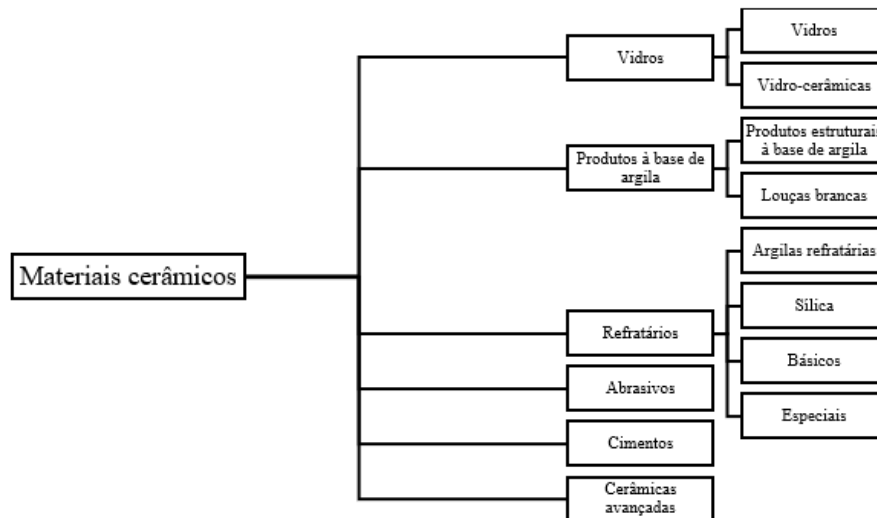 Materiais cerâmicos
Vidros
Vidros
Vidro-cerâmicas
Produtos à base de
argila
Produtos estruturais
à base de argila
Louças brancas
Refratários
Argilas refratárias
Sílica
Básicos
Especiais
Abrasivos
Cimentos
Cerâmicas
avançadas